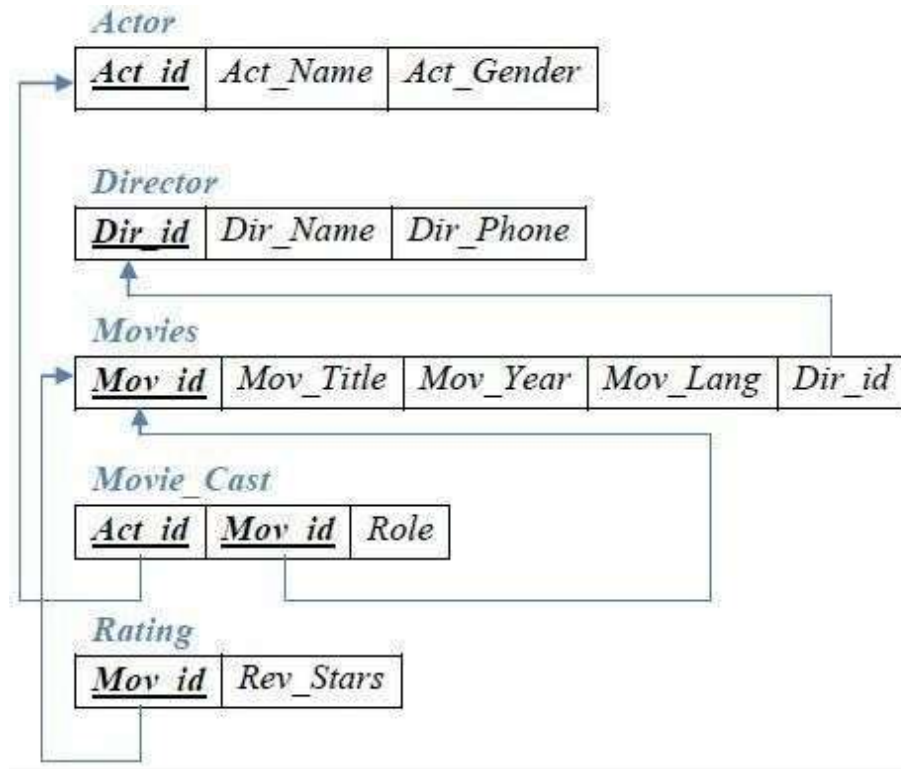 Actor
Act_id Act_Name Act_Gender
Director
Dir_id Dir_Name Dir_Phone
Movies
Mov_id Mov_Title Mov_Year Mov_Lang Dir_id
Movie_Cast
Act_id Mov_id Role
Rating
Mov_id Rev_Stars